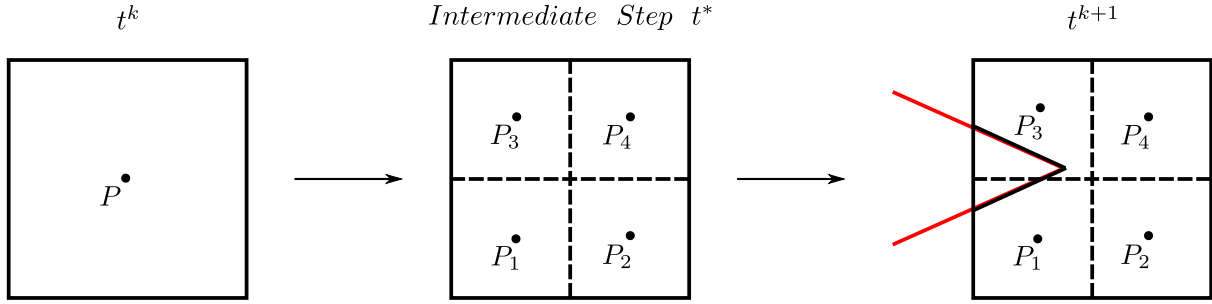 t^k
Intermediate Step t^*
t^{k+1}
P
P_3 P_4
P_1 P_2
P_3 P_4
P_1 P_2